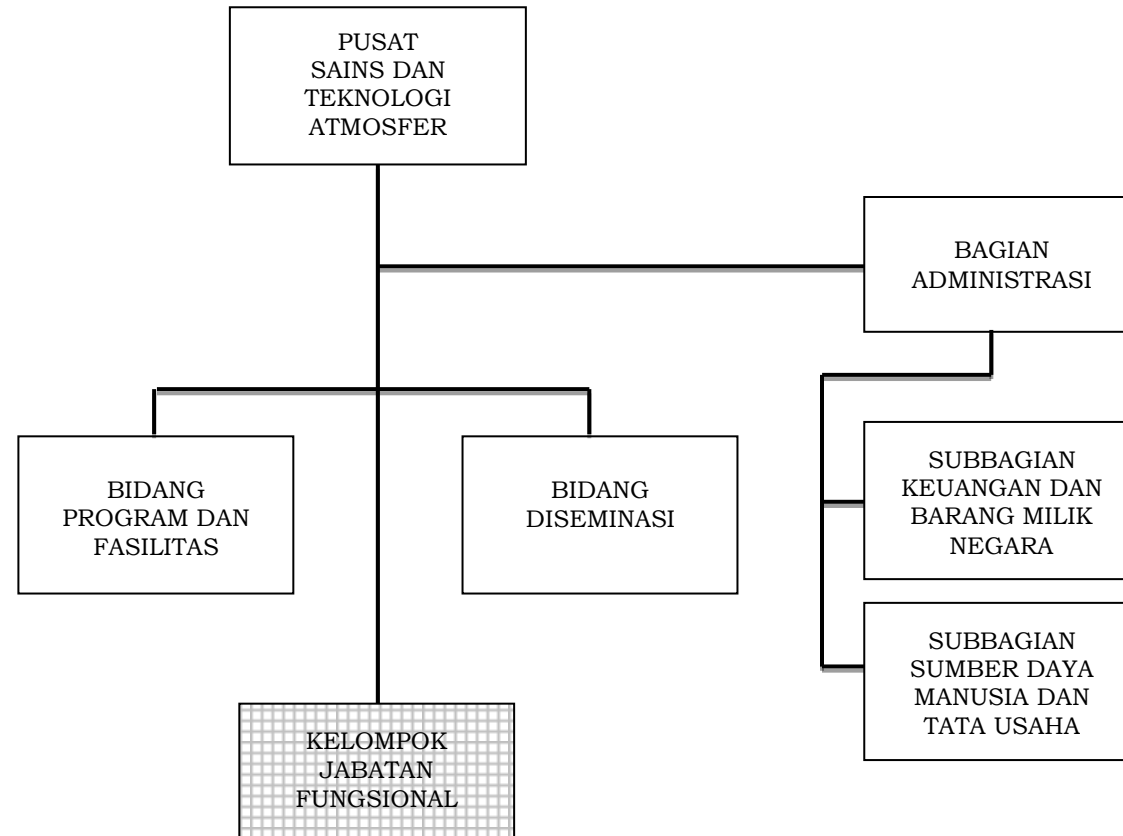 PUSAT
SAINS DAN
TEKNOLOGI
ATMOSFER
BAGIAN
ADMINISTRASI
BIDANG
PROGRAM DAN
FASILITAS
BIDANG
DISEMINASI
SUBBAGIAN
KEUANGAN DAN
BARANG MILIK
NEGARA
SUBBAGIAN
SUMBER DAYA
MANUSIA DAN
TATA USAHA
KELOMPOK
JABATAN
FUNGSIONAL